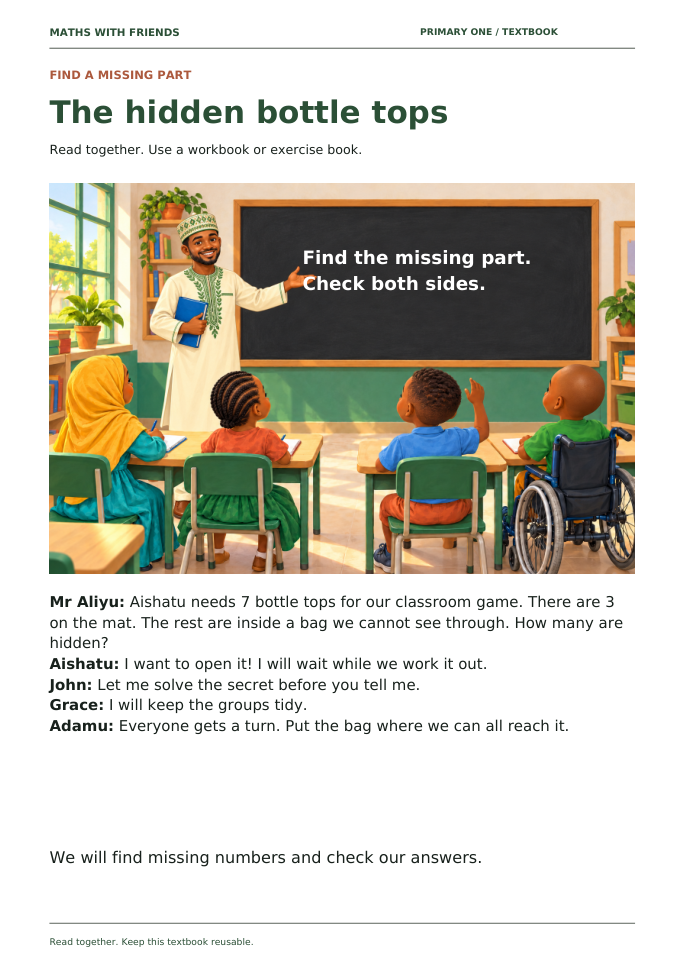 MATHS WITH FRIENDS
PRIMARY ONE / TEXTBOOK
FIND A MISSING PART
The hidden bottle tops
Read together. Use a workbook or exercise book.
Find the missing part.
Check both sides.
Mr Aliyu: Aishatu needs 7 bottle tops for our classroom game. There are 3
on the mat. The rest are inside a bag we cannot see through. How many are
hidden?
Aishatu: I want to open it! I will wait while we work it out.
John: Let me solve the secret before you tell me.
Grace: I will keep the groups tidy.
Adamu: Everyone gets a turn. Put the bag where we can all reach it.
We will find missing numbers and check our answers.
Read together. Keep this textbook reusable.